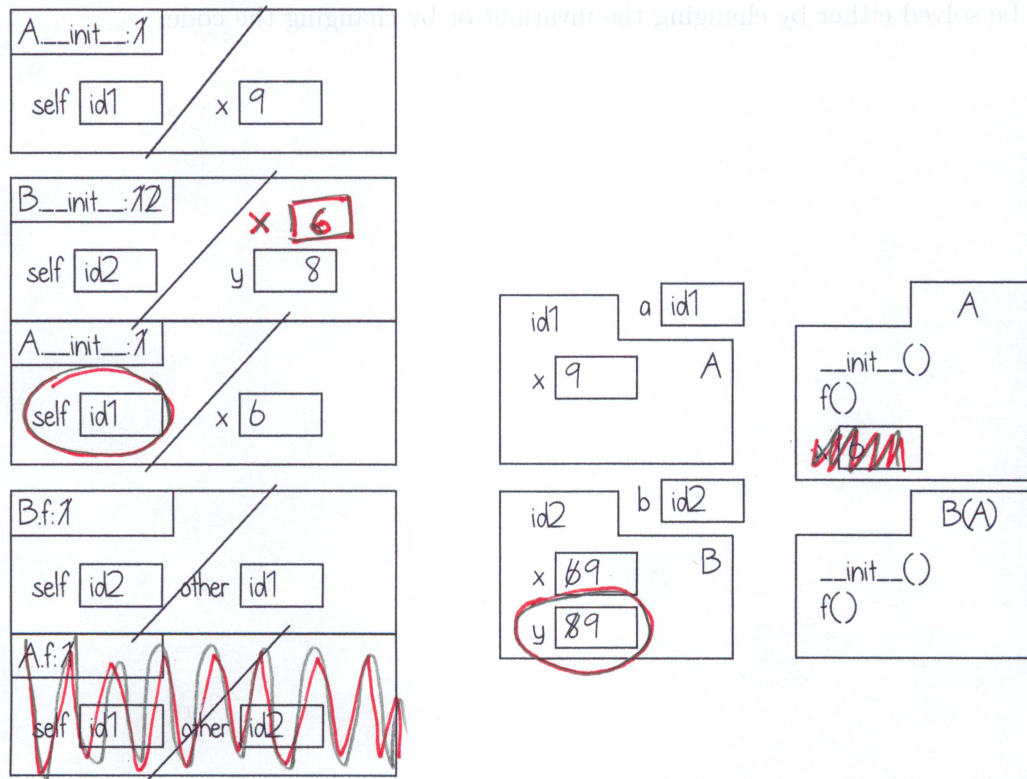 be solved either by changing the invariant or by changing the code.
A.__init__:1
self id1 x 9
B.__init__:12
x 6
self id2 y 8
A.__init__:1
self id1 x 6
B.f:1
self id2 other id1
A.f:1
self id1 other id2
id1 a id1
x 9 A
id2 b id2
x 69 B
y 89
A
__init__()
f()
B(A)
__init__()
f()